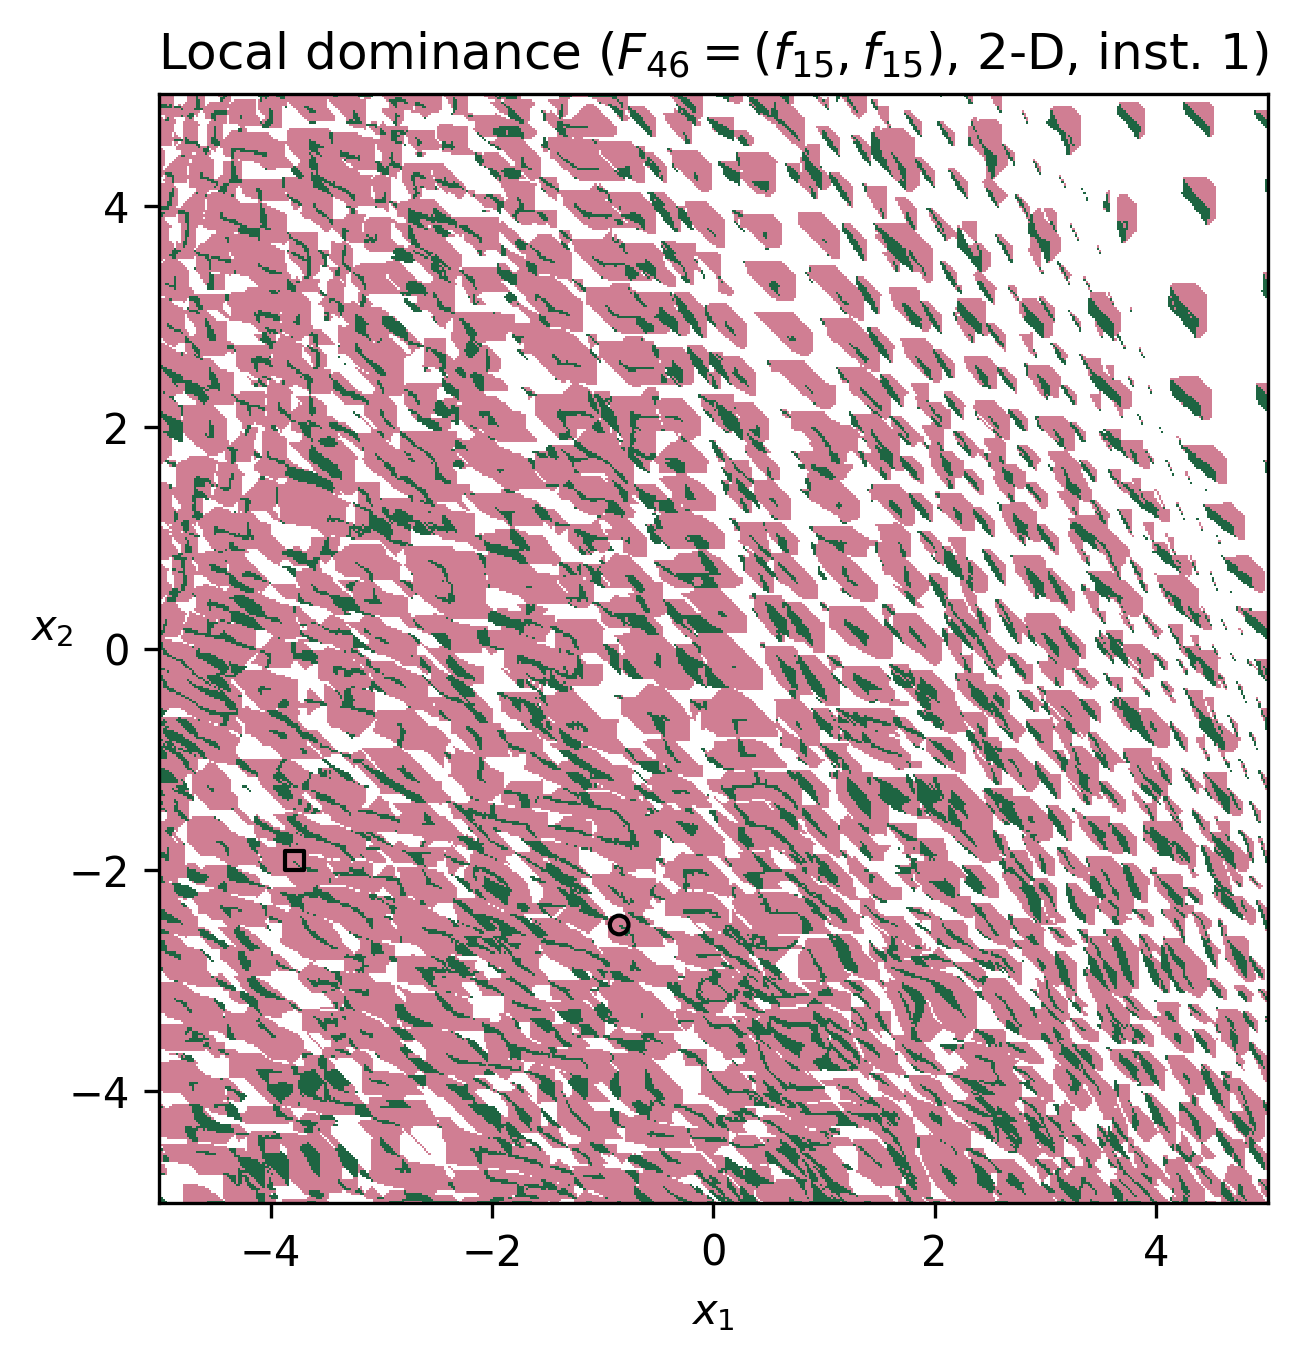 Local dominance (F46 = (f15, f15), 2-D, inst. 1)
4
2
0
−2
−4
x2
−4 −2 0 2 4
x1